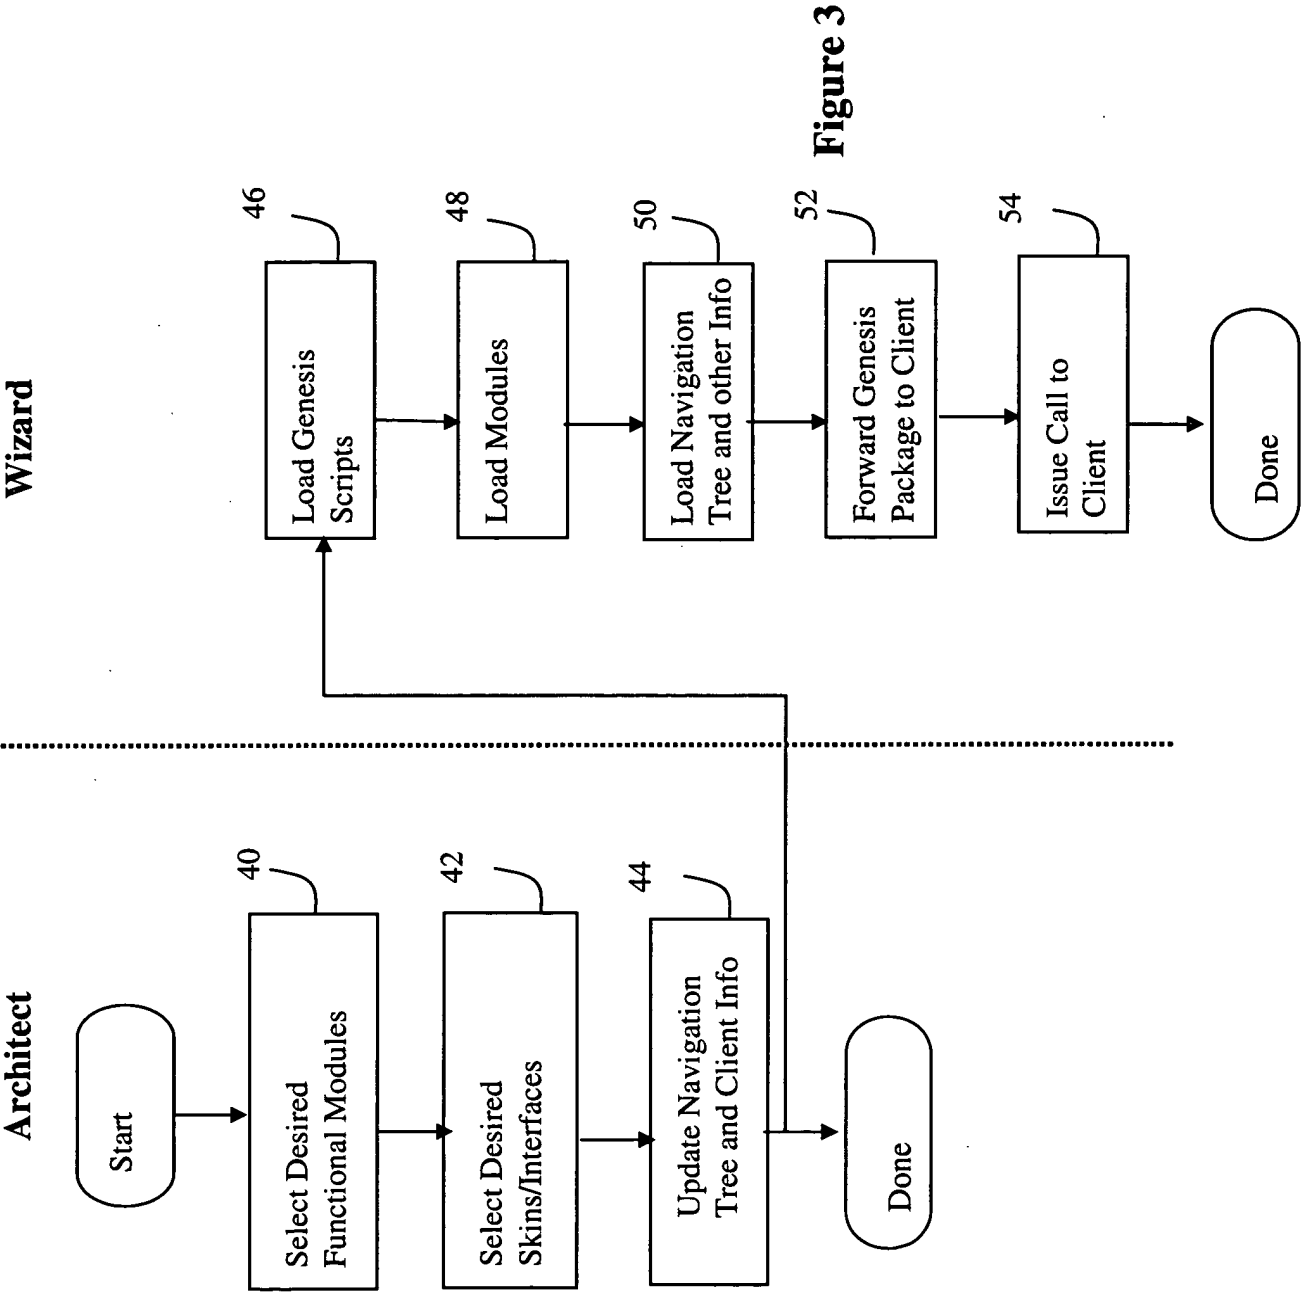 Architect
Wizard
Start
40
Select Desired
Functional Modules
42
Select Desired
Skins/Interfaces
44
Update Navigation
Tree and Client Info
Done
46
Load Genesis
Scripts
48
Load Modules
50
Load Navigation
Tree and other Info
52
Forward Genesis
Package to Client
54
Issue Call to
Client
Done
Figure 3